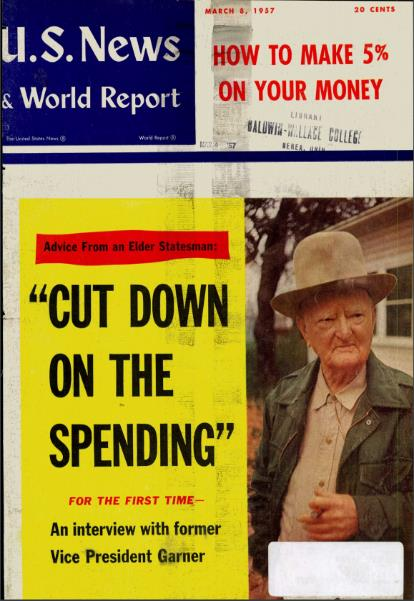 MARCH 8, 1957
20 CENTS
U.S. News
& World Report
The United States News ®
World Report ®
HOW TO MAKE 5%
ON YOUR MONEY
LIBRARY
BALDWIN-WALLACE COLLEGE
BEREA, OHIO
Advice From an Elder Statesman:
“CUT DOWN
ON THE
SPENDING”
FOR THE FIRST TIME—
An interview with former
Vice President Garner